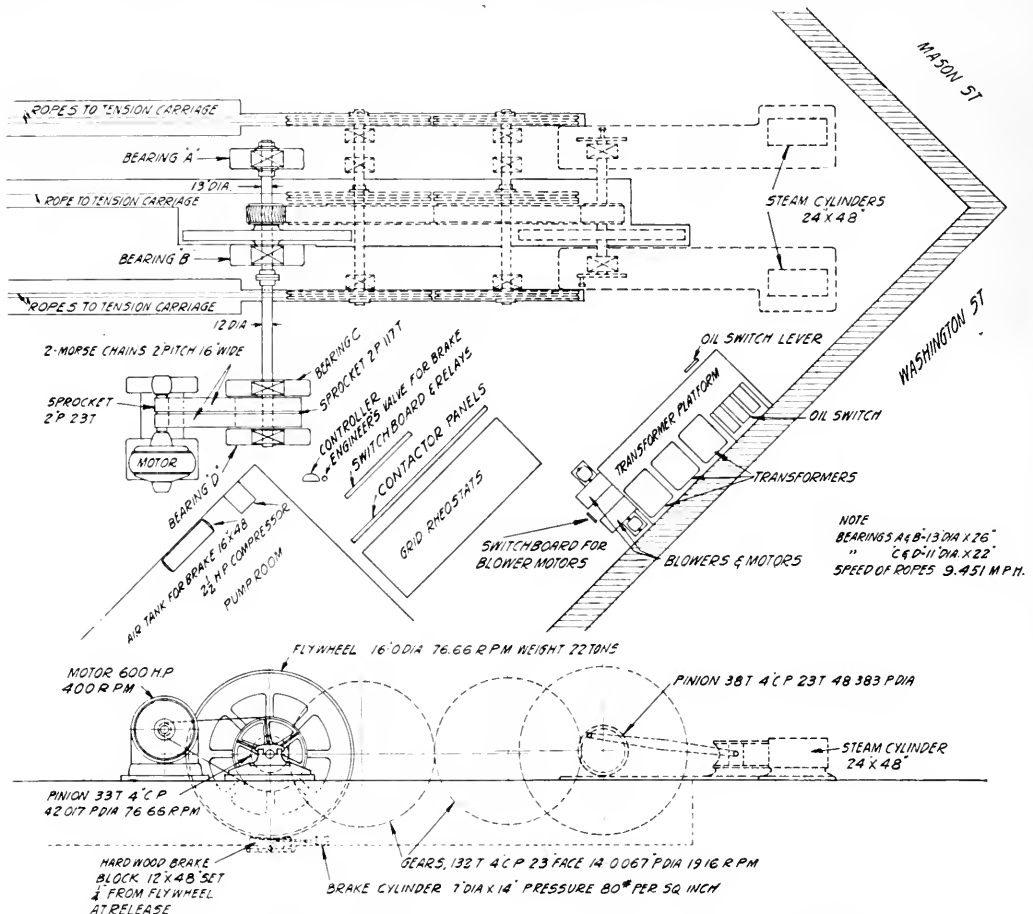 MASON ST
ROPES TO TENSION CARRIAGE
BEARING "A"
13" DIA.
ROPE TO TENSION CARRIAGE
STEAM CYLINDERS
24" X 48"
BEARING "B"
ROPES TO TENSION CARRIAGE
12 DIA
WASHINGTON ST
2-MORSE CHAINS 2" PITCH 16" WIDE
BEARING C
SPROCKET 2"P 117T
OIL SWITCH LEVER
SPROCKET
2"P 23T
CONTROLLER
ENGINEER'S VALVE FOR BRAKE
SWITCHBOARD & RELAYS
CONTACTOR PANELS
TRANSFORMER PLATFORM
OIL SWITCH
MOTOR
BEARING "D"
GRID RHEOSTATS
TRANSFORMERS
AIR TANK FOR BRAKE 16" X 48
2½ HP COMPRESSOR
PUMP ROOM
SWITCHBOARD FOR
BLOWER MOTORS
BLOWERS & MOTORS
NOTE
BEARINGS A & B-13" DIA X 26"
" C & D-11" DIA. X 22"
SPEED OF ROPES 9.451 M P H.
FLYWHEEL 16'0 DIA 76.66 R P M WEIGHT 22 TONS
MOTOR 600 H.P
400 R P M
PINION 38T 4"C P 23T 48 383 P DIA
STEAM CYLINDER
24" X 48"
PINION 33T 4"C P
42 017 P DIA 76 66 R P M
HARD WOOD BRAKE
BLOCK 12" X 48" SET
¼" FROM FLYWHEEL
AT RELEASE
GEARS, 132 T 4"C P 23" FACE 14 0 067" P DIA 19 16 R P M
BRAKE CYLINDER 7" DIA X 14" PRESSURE 80# PER SQ INCH